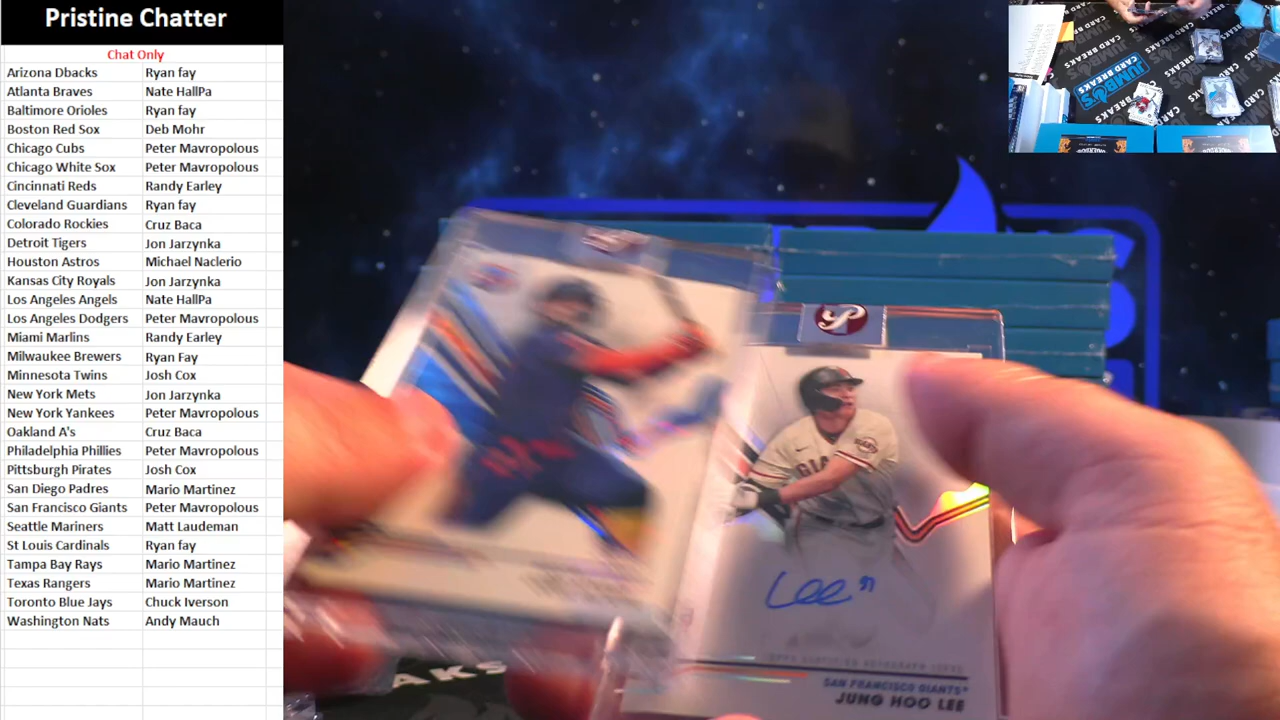 Pristine Chatter
Chat Only
Arizona Dbacks Ryan fay
Atlanta Braves Nate HallPa
Baltimore Orioles Ryan fay
Boston Red Sox Deb Mohr
Chicago Cubs Peter Mavropolous
Chicago White Sox Peter Mavropolous
Cincinnati Reds Randy Earley
Cleveland Guardians Ryan fay
Colorado Rockies Cruz Baca
Detroit Tigers Jon Jarzynka
Houston Astros Michael Naclerio
Kansas City Royals Jon Jarzynka
Los Angeles Angels Nate HallPa
Los Angeles Dodgers Peter Mavropolous
Miami Marlins Randy Earley
Milwaukee Brewers Ryan Fay
Minnesota Twins Josh Cox
New York Mets Jon Jarzynka
New York Yankees Peter Mavropolous
Oakland A's Cruz Baca
Philadelphia Phillies Peter Mavropolous
Pittsburgh Pirates Josh Cox
San Diego Padres Mario Martinez
San Francisco Giants Peter Mavropolous
Seattle Mariners Matt Laudeman
St Louis Cardinals Ryan fay
Tampa Bay Rays Mario Martinez
Texas Rangers Mario Martinez
Toronto Blue Jays Chuck Iverson
Washington Nats Andy Mauch
JUMBO'S
CARD BREAKS
P
GIA
Lee 51
TOPPS CERTIFIED AUTOGRAPH ISSUE
SAN FRANCISCO GIANTS
JUNG HOO LEE